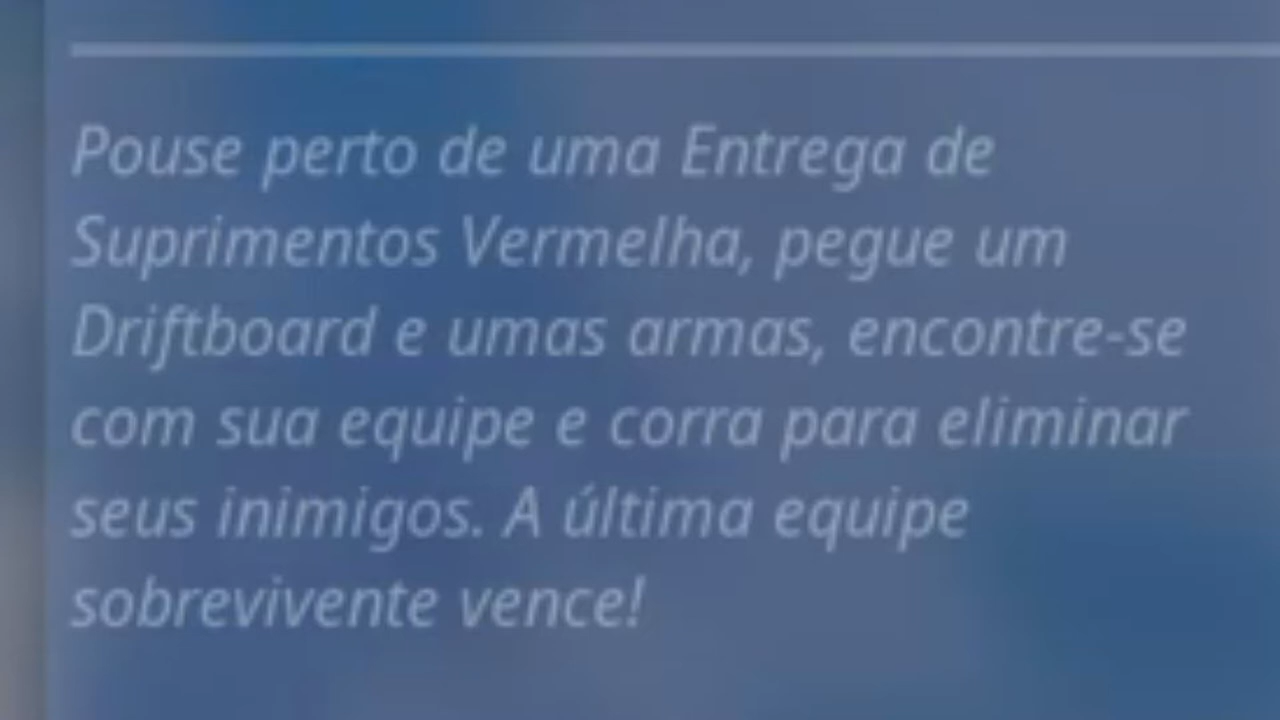 Pouse perto de uma Entrega de
Suprimentos Vermelha, pegue um
Driftboard e umas armas, encontre-se
com sua equipe e corra para eliminar
seus inimigos. A última equipe
sobrevivente vence!